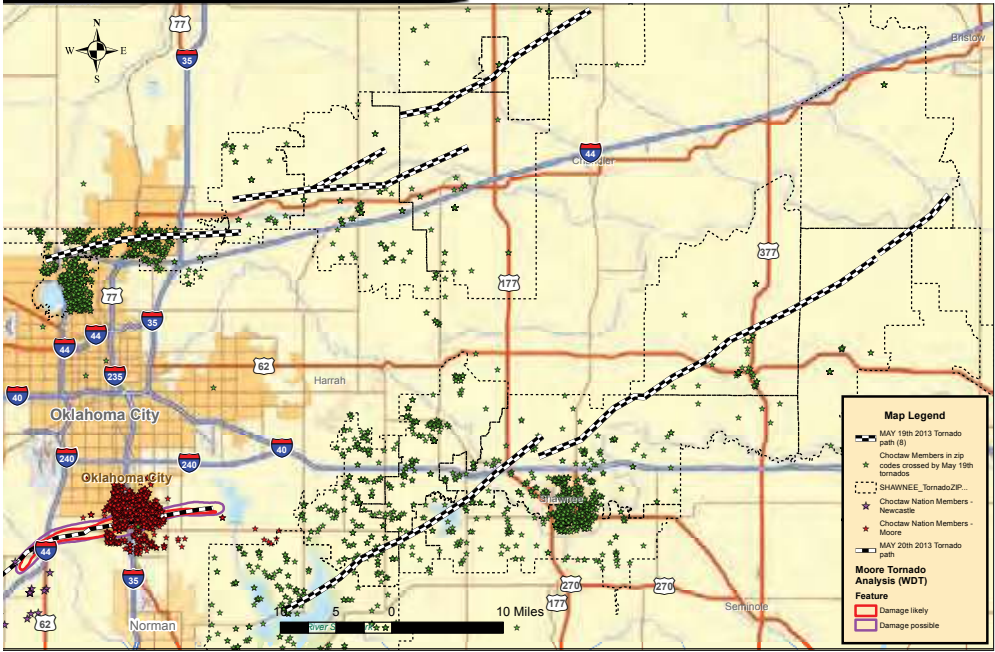 77
N
W E
S
35
Bristow
44
Chandler
177
377
77
35
44
44
235
62
Harrah
40
Oklahoma City
40
240
240
Oklahoma City
Shawnee
44
35
62
Norman
10 5 0 10 Miles
270
177
270
Seminole
Map Legend
MAY 19th 2013 Tornado
path (8)
Choctaw Members in zip
codes crossed by May 19th
tornados
SHAWNEE_TornadoZIP...
Choctaw Nation Members -
Newcastle
Choctaw Nation Members -
Moore
MAY 20th 2013 Tornado
path
Moore Tornado
Analysis (WDT)
Feature
Damage likely
Damage possible